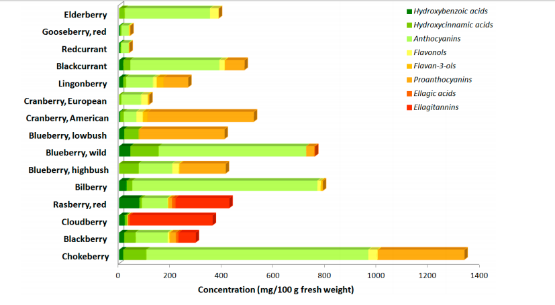 Elderberry
Gooseberry, red
Redcurrant
Blackcurrant
Lingonberry
Cranberry, European
Cranberry, American
Blueberry, lowbush
Blueberry, wild
Blueberry, highbush
Bilberry
Rasberry, red
Cloudberry
Blackberry
Chokeberry
Hydroxybenzoic acids
Hydroxycinnamic acids
Anthocyanins
Flavonols
Flavan-3-ols
Proanthocyanins
Ellagic acids
Ellagitannins
0 200 400 600 800 1000 1200 1400
Concentration (mg/100 g fresh weight)